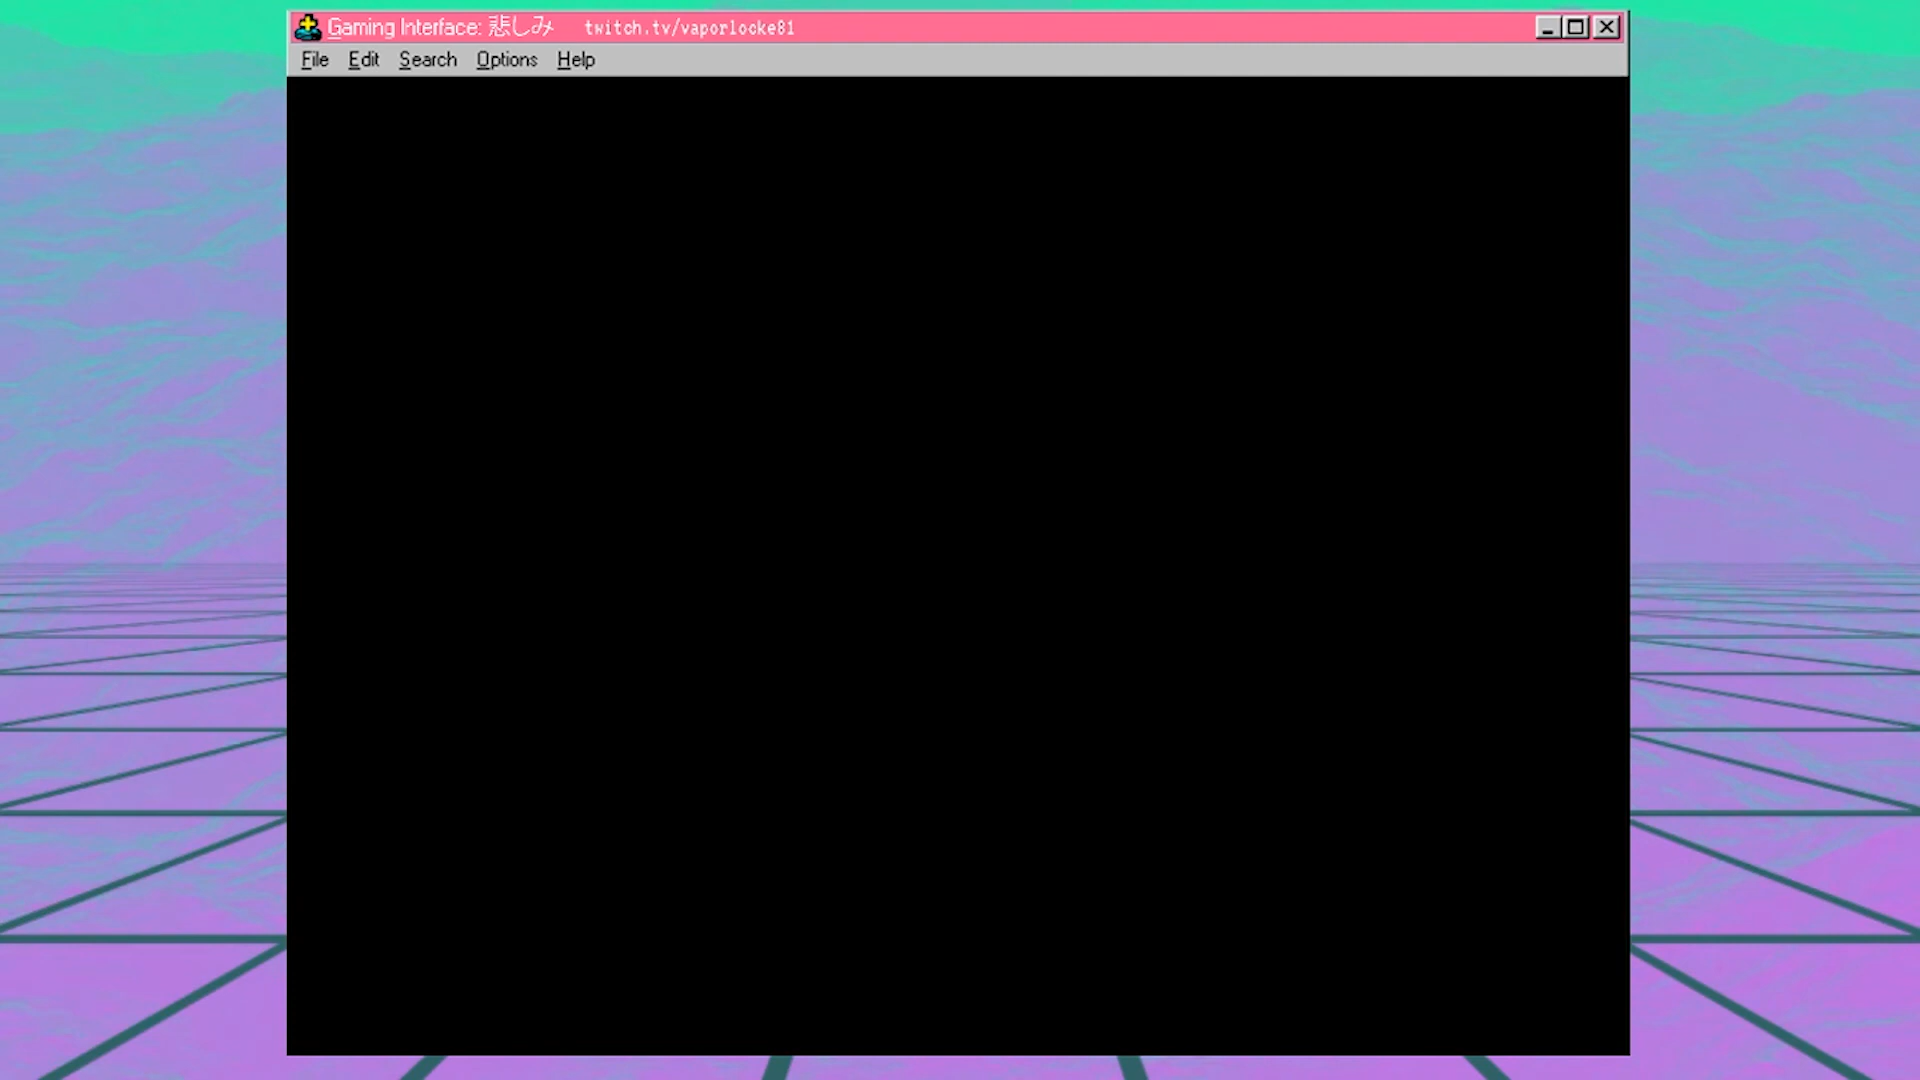 Gaming Interface: 悲しみ twitch.tv/vaporlocke81
File Edit Search Options Help